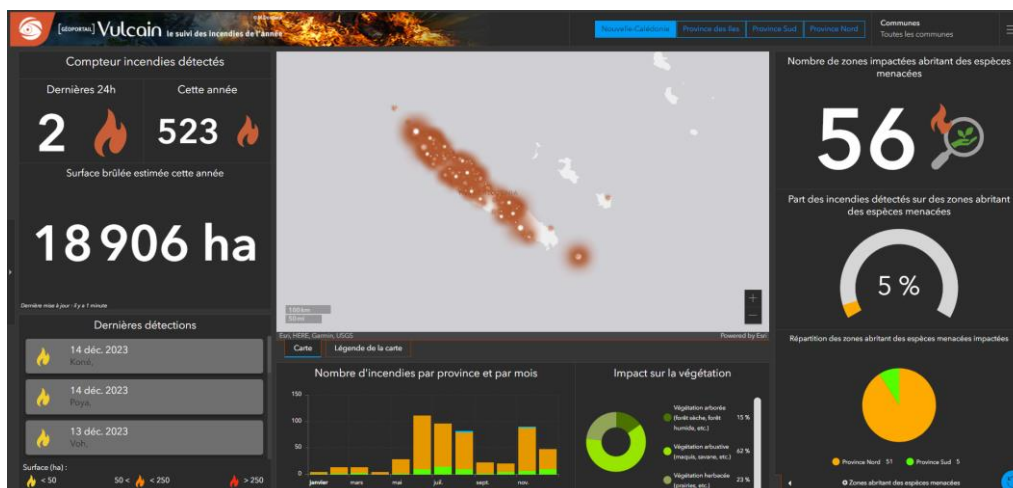 [GÉOPORTAIL] Vulcain le suivi des incendies de l'année
Nouvelle-Calédonie Province des îles Province Sud Province Nord
Communes
Toutes les communes
Compteur incendies détectés
Dernières 24h
Cette année
2
523
Surface brûlée estimée cette année
18 906 ha
Dernière mise à jour : il y a 1 minute
Dernières détections
14 déc. 2023
Koné,
14 déc. 2023
Poya,
13 déc. 2023
Voh,
Surface (ha) :
< 50
50 < < 250
> 250
100km
50mi
+
−
Esri, HERE, Garmin, USGS
Powered by Esri
Carte
Légende de la carte
Nombre d'incendies par province et par mois
150
100
50
0
janvier mars mai juil. sept. nov.
Impact sur la végétation
Végétation arborée (forêt sèche, forêt humide, etc.) 15 %
Végétation arbustive (maquis, savane, etc.) 62 %
Végétation herbacée (prairies, etc.) 23 %
Nombre de zones impactées abritant des espèces
menacées
56
Part des incendies détectés sur des zones abritant
des espèces menacées
5 %
Répartition des zones abritant des espèces menacées impactées
Province Nord 51 Province Sud 5
Zones abritant des espèces menacées